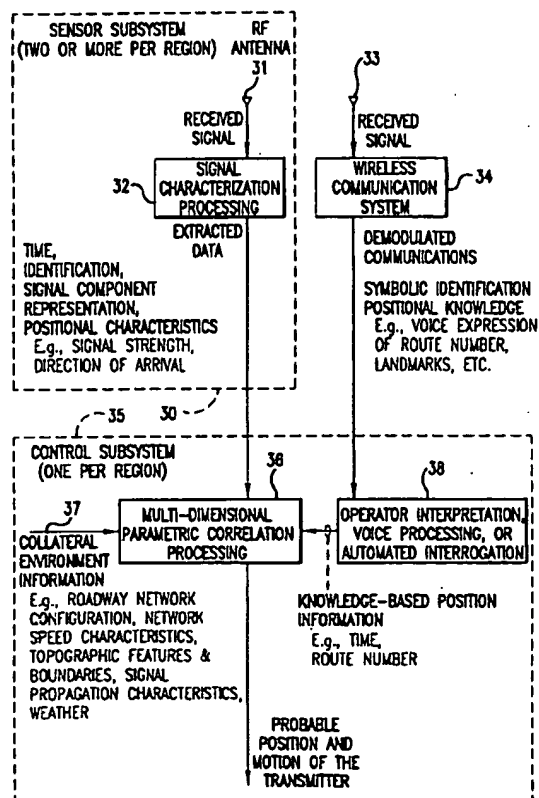 SENSOR SUBSYSTEM
(TWO OR MORE PER REGION)
RF
ANTENNA
31
33
RECEIVED
SIGNAL
RECEIVED
SIGNAL
32
SIGNAL
CHARACTERIZATION
PROCESSING
WIRELESS
COMMUNICATION
SYSTEM
34
EXTRACTED
DATA
DEMODULATED
COMMUNICATIONS
TIME,
IDENTIFICATION,
SIGNAL COMPONENT
REPRESENTATION,
POSITIONAL CHARACTERISTICS
E.g., SIGNAL STRENGTH,
DIRECTION OF ARRIVAL
SYMBOLIC IDENTIFICATION
POSITIONAL KNOWLEDGE
E.g., VOICE EXPRESSION
OF ROUTE NUMBER,
LANDMARKS, ETC.
30
35
CONTROL SUBSYSTEM
(ONE PER REGION)
36
38
37
MULTI-DIMENSIONAL
PARAMETRIC CORRELATION
PROCESSING
OPERATOR INTERPRETATION,
VOICE PROCESSING, OR
AUTOMATED INTERROGATION
COLLATERAL
ENVIRONMENT
INFORMATION
E.g., ROADWAY NETWORK
CONFIGURATION, NETWORK
SPEED CHARACTERISTICS,
TOPOGRAPHIC FEATURES &
BOUNDARIES, SIGNAL
PROPAGATION CHARACTERISTICS,
WEATHER
KNOWLEDGE-BASED POSITION
INFORMATION
E.g., TIME,
ROUTE NUMBER
PROBABLE
POSITION AND
MOTION OF THE
TRANSMITTER